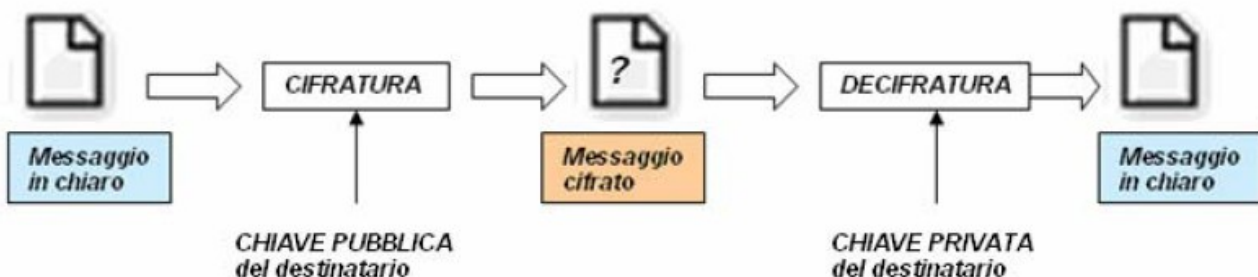 ?
CIFRATURA
DECIFRATURA
Messaggio
in chiaro
Messaggio
cifrato
Messaggio
in chiaro
CHIAVE PUBBLICA
del destinatario
CHIAVE PRIVATA
del destinatario